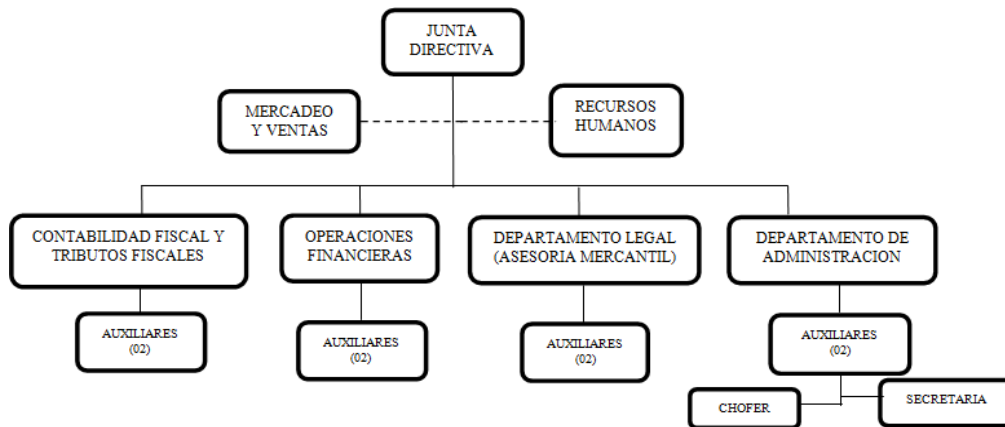 JUNTA
DIRECTIVA
MERCADEO
Y VENTAS
RECURSOS
HUMANOS
CONTABILIDAD FISCAL Y
TRIBUTOS FISCALES
OPERACIONES
FINANCIERAS
DEPARTAMENTO LEGAL
(ASESORIA MERCANTIL)
DEPARTAMENTO DE
ADMINISTRACION
AUXILIARES
(02)
AUXILIARES
(02)
AUXILIARES
(02)
AUXILIARES
(02)
CHOFER
SECRETARIA